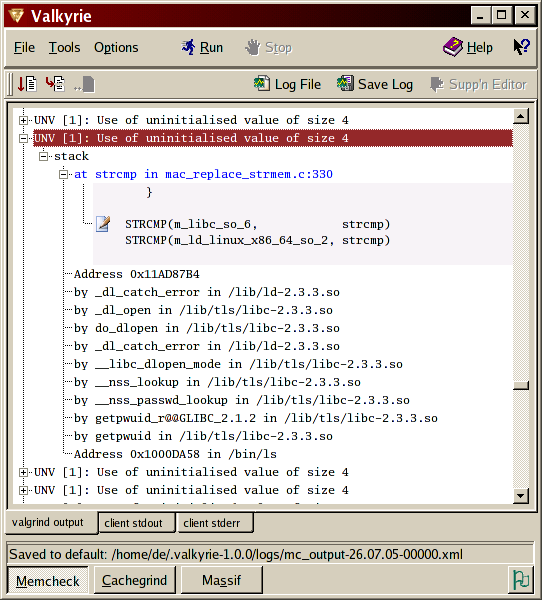 Valkyrie
File Tools Options Run Stop Help
Log File Save Log Supp'n Editor
UNV [1]: Use of uninitialised value of size 4
UNV [1]: Use of uninitialised value of size 4
stack
at strcmp in mac_replace_strmem.c:330
}
STRCMP(m_libc_so_6, strcmp)
STRCMP(m_ld_linux_x86_64_so_2, strcmp)
Address 0x11AD87B4
by _dl_catch_error in /lib/ld-2.3.3.so
by _dl_open in /lib/tls/libc-2.3.3.so
by do_dlopen in /lib/tls/libc-2.3.3.so
by _dl_catch_error in /lib/ld-2.3.3.so
by __libc_dlopen_mode in /lib/tls/libc-2.3.3.so
by __nss_lookup in /lib/tls/libc-2.3.3.so
by __nss_passwd_lookup in /lib/tls/libc-2.3.3.so
by getpwuid_r@@GLIBC_2.1.2 in /lib/tls/libc-2.3.3.so
by getpwuid in /lib/tls/libc-2.3.3.so
Address 0x1000DA58 in /bin/ls
UNV [1]: Use of uninitialised value of size 4
UNV [1]: Use of uninitialised value of size 4
valgrind output client stdout client stderr
Saved to default: /home/de/.valkyrie-1.0.0/logs/mc_output-26.07.05-00000.xml
Memcheck Cachegrind Massif